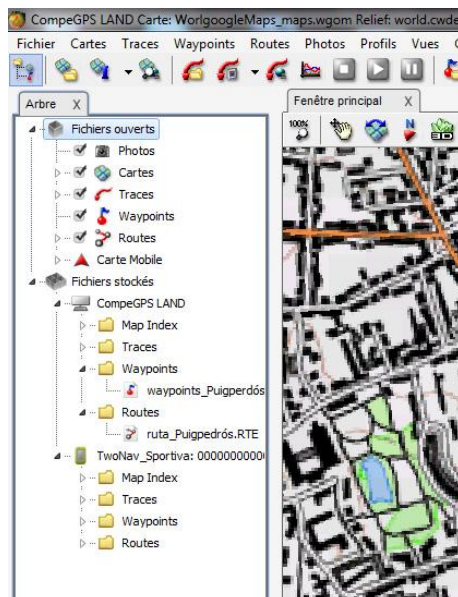 CompeGPS LAND Carte: WorlgoogleMaps_maps.wgom Relief: world.cwde
Fichier Cartes Traces Waypoints Routes Photos Profils Vues
Arbre X
Fenêtre principal X
100%
N
3D
Fichiers ouverts
Photos
Cartes
Traces
Waypoints
Routes
Carte Mobile
Fichiers stockés
CompeGPS LAND
Map Index
Traces
Waypoints
waypoints_Puigperdós
Routes
ruta_Puigpedrós.RTE
TwoNav_Sportiva: 0000000000
Map Index
Traces
Waypoints
Routes